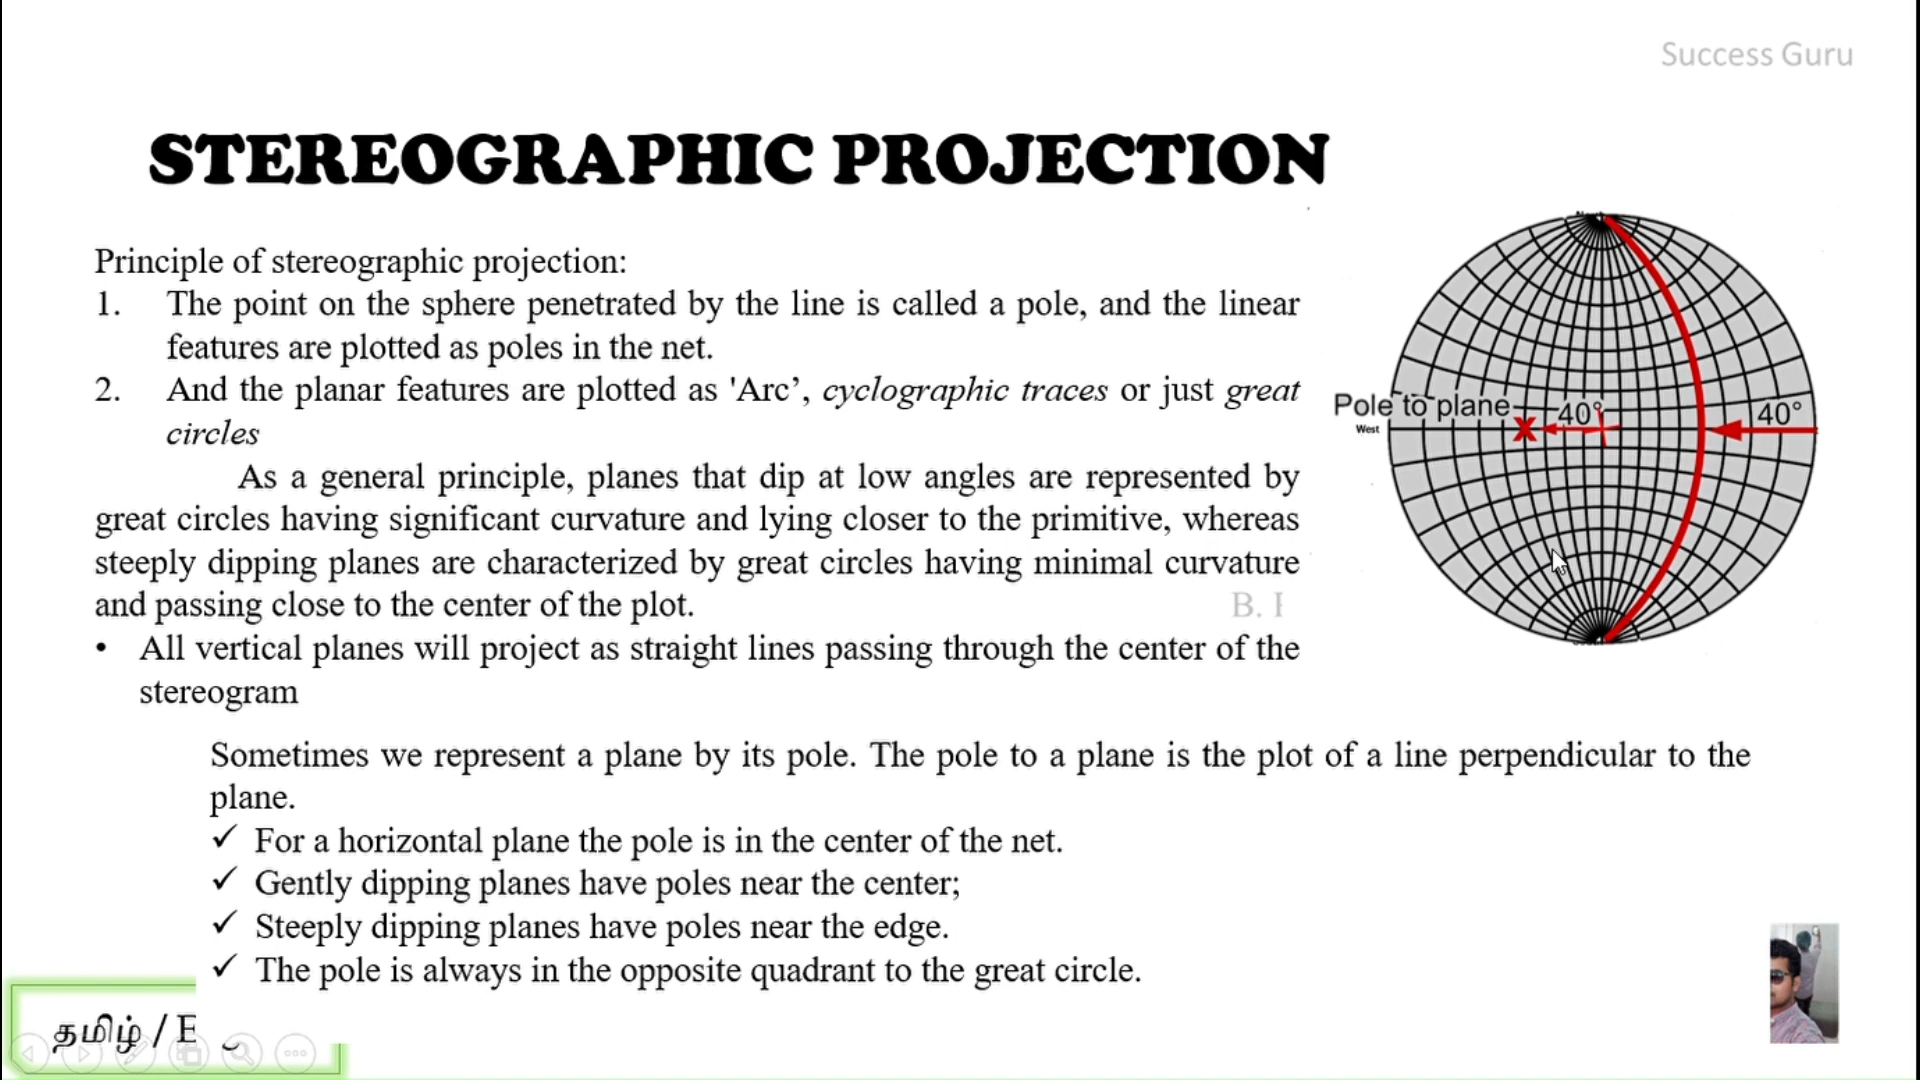 Success Guru
STEREOGRAPHIC PROJECTION
Principle of stereographic projection:
1. The point on the sphere penetrated by the line is called a pole, and the linear
features are plotted as poles in the net.
2. And the planar features are plotted as 'Arc’, cyclographic traces or just great
circles
As a general principle, planes that dip at low angles are represented by
great circles having significant curvature and lying closer to the primitive, whereas
steeply dipping planes are characterized by great circles having minimal curvature
and passing close to the center of the plot.
B. I
• All vertical planes will project as straight lines passing through the center of the
stereogram
Pole to plane
40°
40°
West
Sometimes we represent a plane by its pole. The pole to a plane is the plot of a line perpendicular to the
plane.
✓ For a horizontal plane the pole is in the center of the net.
✓ Gently dipping planes have poles near the center;
✓ Steeply dipping planes have poles near the edge.
✓ The pole is always in the opposite quadrant to the great circle.
தமிழ் / E